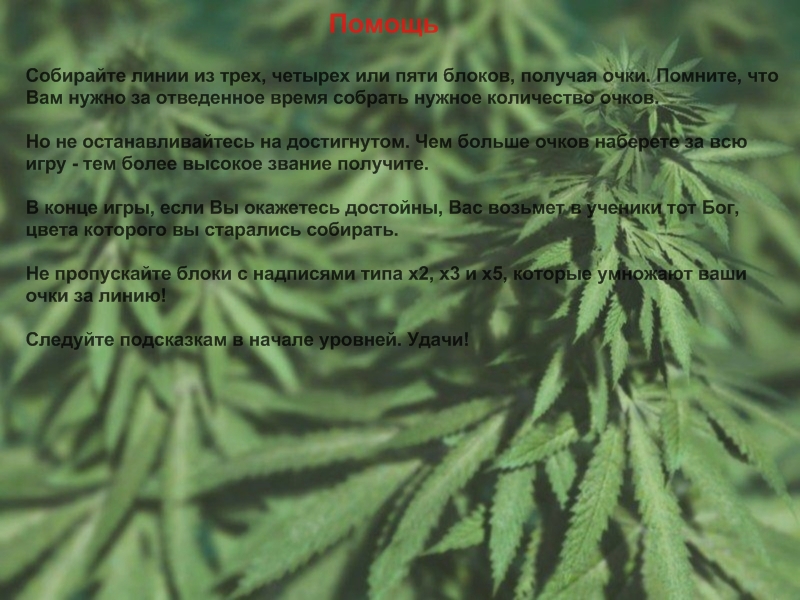 Помощь
Собирайте линии из трех, четырех или пяти блоков, получая очки. Помните, что
Вам нужно за отведенное время собрать нужное количество очков.
Но не останавливайтесь на достигнутом. Чем больше очков наберете за всю
игру - тем более высокое звание получите.
В конце игры, если Вы окажетесь достойны, Вас возьмет в ученики тот Бог,
цвета которого вы старались собирать.
Не пропускайте блоки с надписями типа x2, x3 и x5, которые умножают ваши
очки за линию!
Следуйте подсказкам в начале уровней. Удачи!